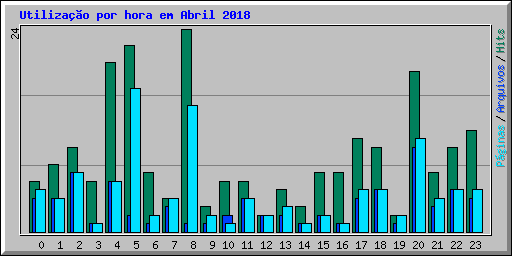 Utilização por hora em Abril 2018
24
0 1 2 3 4 5 6 7 8 9 10 11 12 13 14 15 16 17 18 19 20 21 22 23
Páginas / Arquivos / Hits